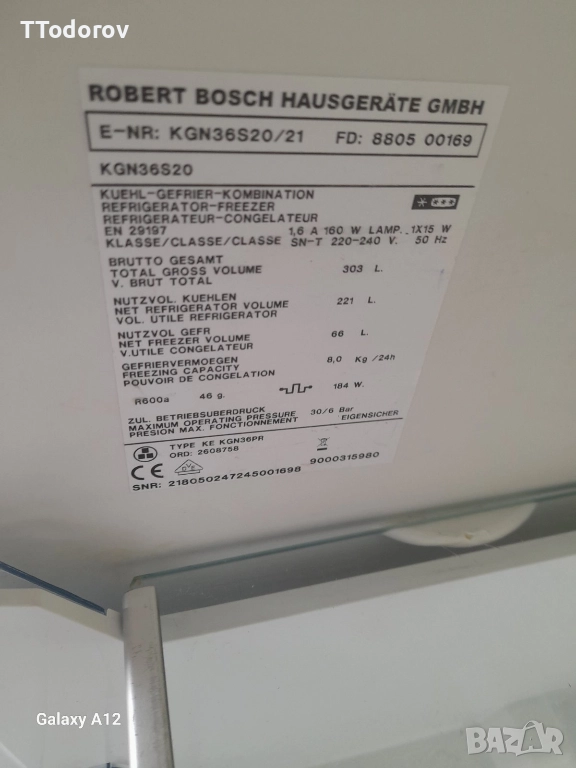 TTodorov
ROBERT BOSCH HAUSGERÄTE GMBH
E-NR: KGN36S20/21 FD: 8805 00169
KGN36S20
KUEHL-GEFRIER-KOMBINATION
REFRIGERATOR-FREEZER
REFRIGERATEUR-CONGELATEUR
EN 29197 1,6 A 160 W LAMP. 1X15 W
KLASSE/CLASSE/CLASSE SN-T 220-240 V. 50 Hz
BRUTTO GESAMT
TOTAL GROSS VOLUME 303 L.
V. BRUT TOTAL
NUTZVOL. KUEHLEN
NET REFRIGERATOR VOLUME 221 L.
VOL. UTILE REFRIGERATOR
NUTZVOL GEFR
NET FREEZER VOLUME 66 L.
V.UTILE CONGELATEUR
GEFRIERVERMOEGEN
FREEZING CAPACITY 8,0 Kg/24h
POUVOIR DE CONGELATION
R600a 46 g. 184 W.
ZUL. BETRIEBSUBERDRUCK
MAXIMUM OPERATING PRESSURE 30/6 Bar
PRESION MAX. FONCTIONNEMENT EIGENSICHER
TYPE KE KGN36PR
ORD: 2608758 9000315980
CE DVE
SNR: 218050247245001698
Galaxy A12
BAZAR